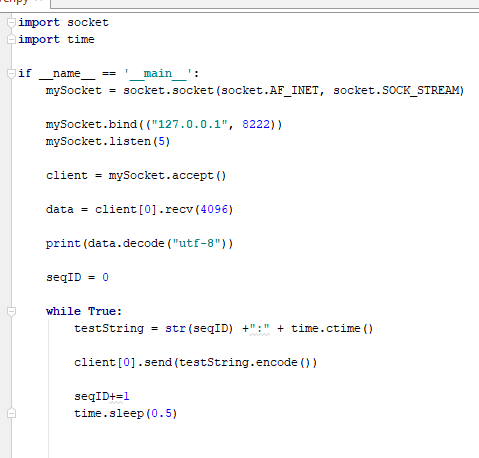 import socket
import time
if __name__ == '__main__':
    mySocket = socket.socket(socket.AF_INET, socket.SOCK_STREAM)
    mySocket.bind(("127.0.0.1", 8222))
    mySocket.listen(5)
    client = mySocket.accept()
    data = client[0].recv(4096)
    print(data.decode("utf-8"))
    seqID = 0
    while True:
        testString = str(seqID) +":" + time.ctime()
        client[0].send(testString.encode())
        seqID+=1
        time.sleep(0.5)